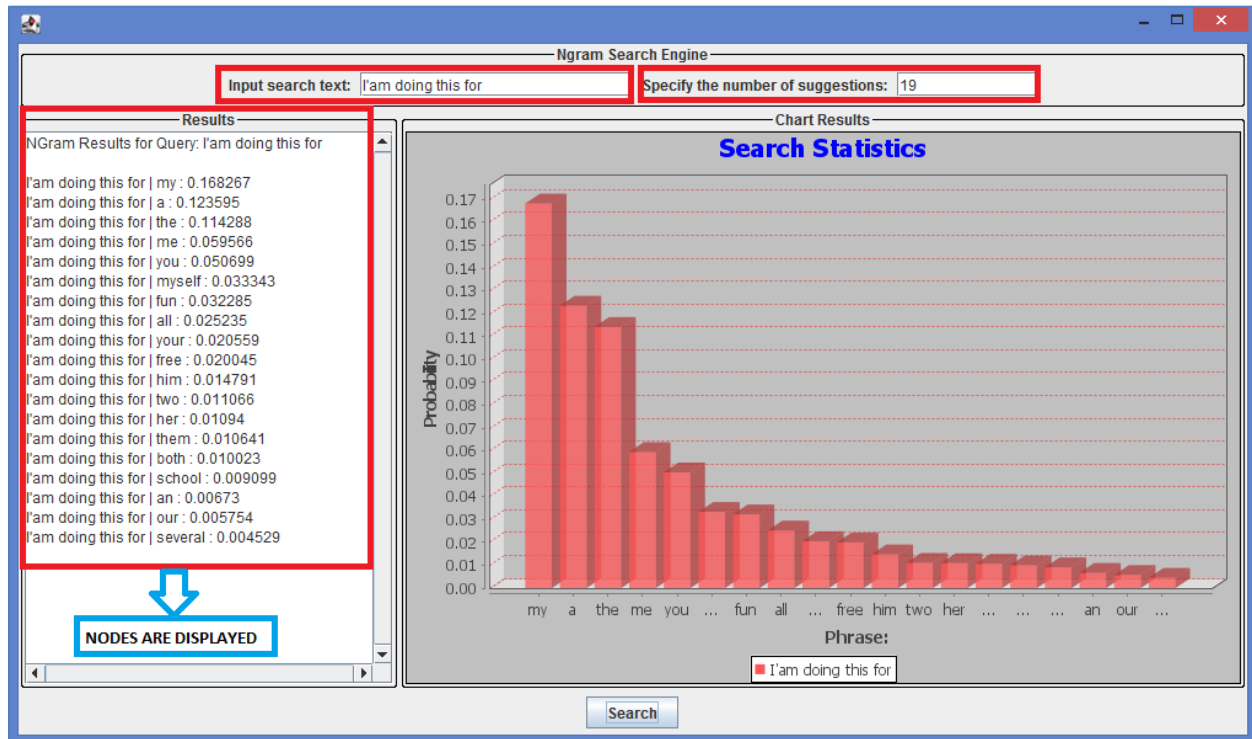 Ngram Search Engine
Input search text: I'am doing this for Specify the number of suggestions: 19
Results
NGram Results for Query: I'am doing this for
I'am doing this for | my : 0.168267
I'am doing this for | a : 0.123595
I'am doing this for | the : 0.114288
I'am doing this for | me : 0.059566
I'am doing this for | you : 0.050699
I'am doing this for | myself : 0.033343
I'am doing this for | fun : 0.032285
I'am doing this for | all : 0.025235
I'am doing this for | your : 0.020559
I'am doing this for | free : 0.020045
I'am doing this for | him : 0.014791
I'am doing this for | two : 0.011066
I'am doing this for | her : 0.01094
I'am doing this for | them : 0.010641
I'am doing this for | both : 0.010023
I'am doing this for | school : 0.009099
I'am doing this for | an : 0.00673
I'am doing this for | our : 0.005754
I'am doing this for | several : 0.004529
NODES ARE DISPLAYED
Chart Results
Search Statistics
Probability
0.17
0.16
0.15
0.14
0.13
0.12
0.11
0.10
0.09
0.08
0.07
0.06
0.05
0.04
0.03
0.02
0.01
0.00
my a the me you ... fun all ... free him two her ... ... ... an our ...
Phrase:
I'am doing this for
Search